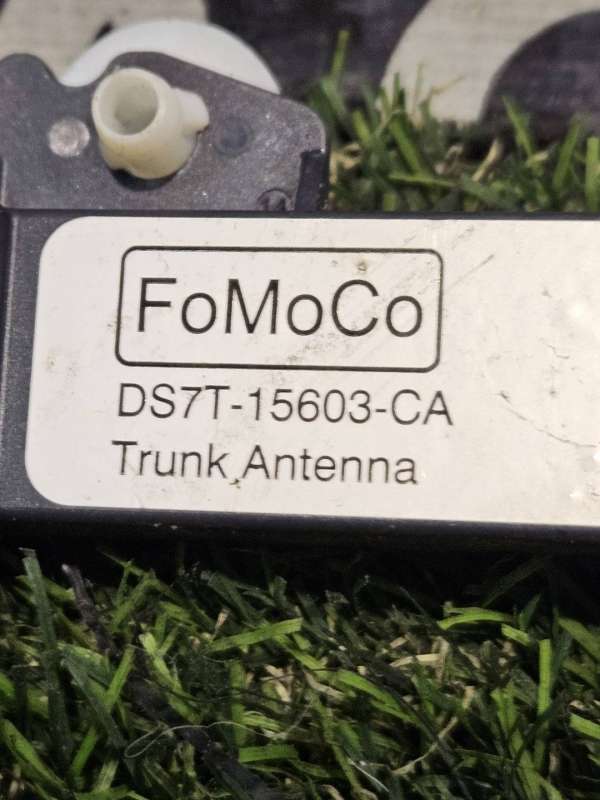 FoMoCo
DS7T-15603-CA
Trunk Antenna